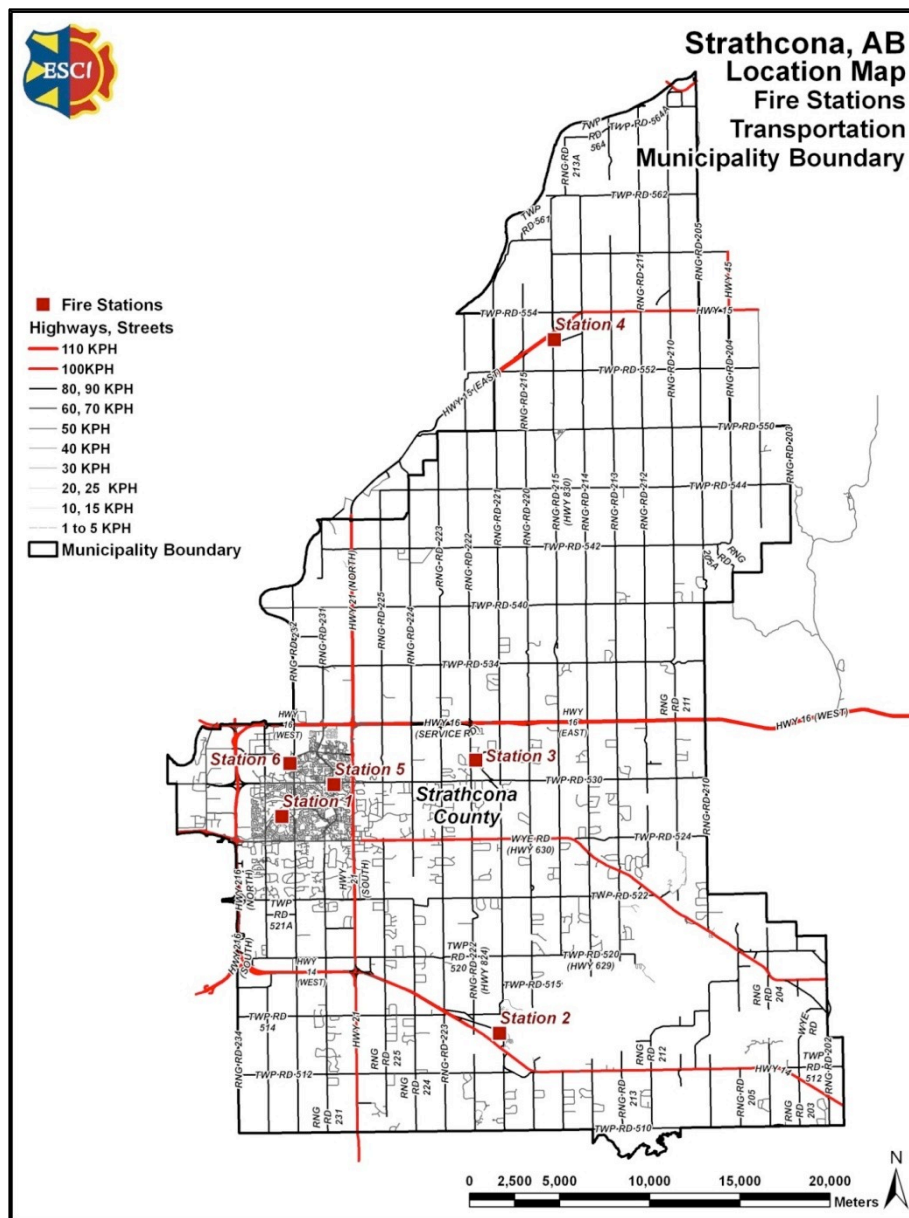 ESCI
Strathcona, AB
Location Map
Fire Stations
Transportation
Municipality Boundary
Fire Stations
Highways, Streets
110 KPH
100KPH
80, 90 KPH
60, 70 KPH
50 KPH
40 KPH
30 KPH
20, 25 KPH
10, 15 KPH
1 to 5 KPH
Municipality Boundary
TWP RD 564
TWP RD 564A
RNG RD 213A
TWP RD 562
TWP RD 561
RNG RD 205
RNG RD 211
HWY 45
TWP RD 554
HWY 15
Station 4
RNG RD 210
RNG RD 204
TWP RD 552
HWY 15 (EAST)
RNG RD 215
TWP RD 550
RNG RD 203
RNG RD 221
RNG RD 220
RNG RD 215 (HWY 830)
RNG RD 214
RNG RD 213
RNG RD 212
TWP RD 544
RNG RD 223
RNG RD 222
TWP RD 542
RNG RD 205A
HWY 21 (NORTH)
RNG RD 225
RNG RD 224
TWP RD 540
RNG RD 232
RNG RD 231
TWP RD 534
RNG RD 211
HWY 16 (WEST)
HWY 16 (SERVICE R
HWY 16 (EAST)
HWY 16 (WEST)
Station 6
Station 5
Station 3
TWP RD 530
Station 1
Strathcona
County
RNG RD 210
WYE RD (HWY 630)
TWP RD 524
HWY 216 (NORTH)
HWY 21 (SOUTH)
TWP RD 522
TWP RD 521A
HWY 216 (SOUTH)
HWY 14 (WEST)
TWP RD 520
RNG RD 222 (HWY 824)
TWP RD 520 (HWY 629)
TWP RD 515
RNG RD 204
WYE RD
TWP RD 514
Station 2
RNG RD 234
HWY 21
RNG RD 225
RNG RD 223
RNG RD 212
RNG RD 202
TWP RD 512
RNG RD 224
HWY 14
TWP RD 512
RNG RD 231
RNG RD 213
RNG RD 205
RNG RD 203
TWP RD 510
N
0 2,500 5,000 10,000 15,000 20,000
Meters